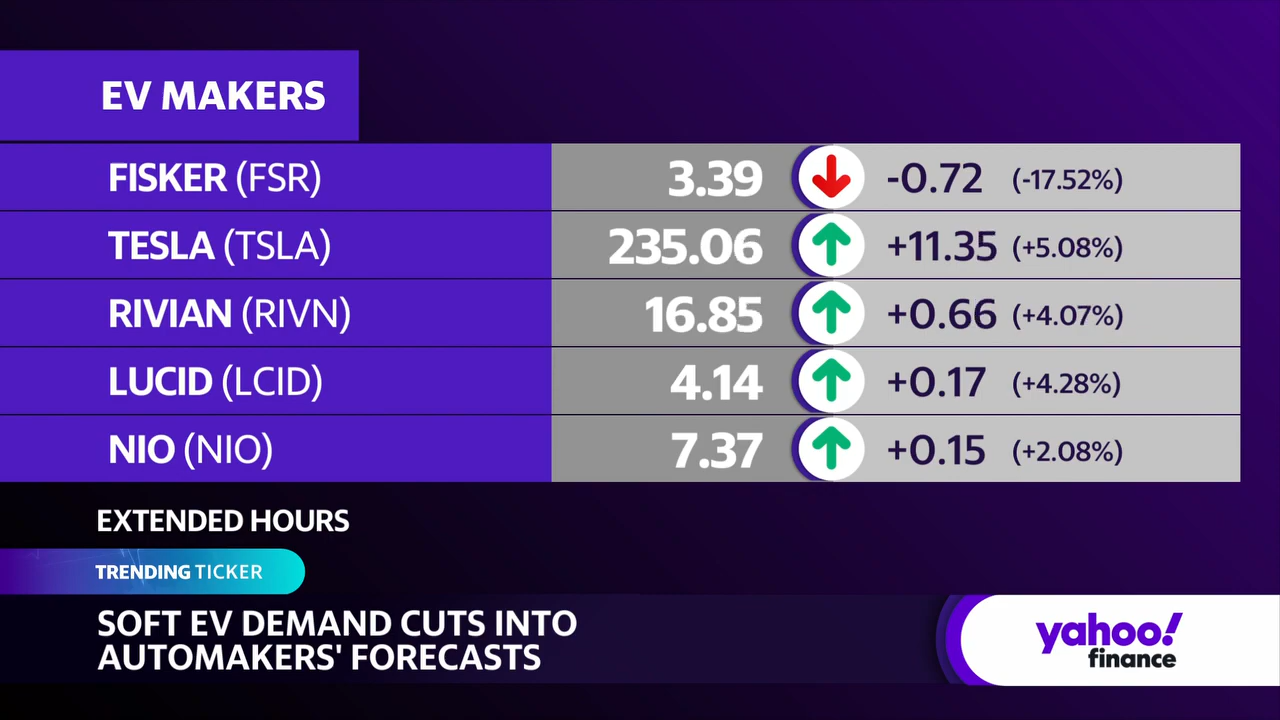 EV MAKERS
FISKER (FSR) 3.39 -0.72 (-17.52%)
TESLA (TSLA) 235.06 +11.35 (+5.08%)
RIVIAN (RIVN) 16.85 +0.66 (+4.07%)
LUCID (LCID) 4.14 +0.17 (+4.28%)
NIO (NIO) 7.37 +0.15 (+2.08%)
EXTENDED HOURS
TRENDING TICKER
SOFT EV DEMAND CUTS INTO
AUTOMAKERS' FORECASTS
yahoo!
finance